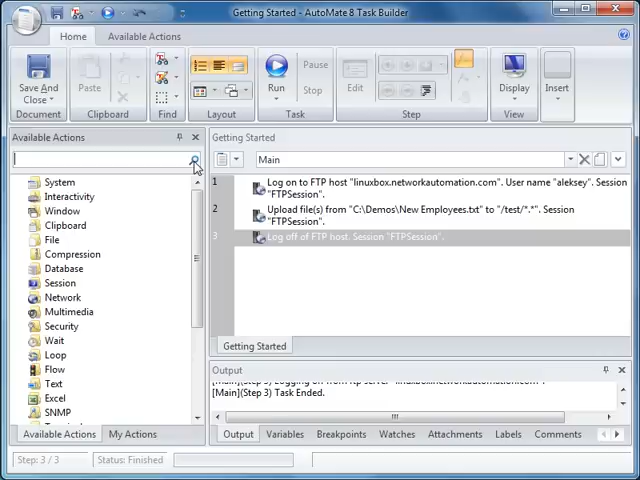 Getting Started - AutoMate 8 Task Builder
Home
Available Actions
Save And
Close
Paste
Run
Pause
Stop
Edit
Display
Insert
Document
Clipboard
Find
Layout
Task
Step
Available Actions
Getting Started
Main
System
Interactivity
Window
Clipboard
File
Compression
Database
Session
Network
Multimedia
Security
Wait
Loop
Flow
Text
Excel
SNMP
1 Log on to FTP host "linuxbox.networkautomation.com". User name "aleksey". Session
"FTPSession".
2 Upload file(s) from "C:\Demos\New Employees.txt" to "/test/*.*". Session
"FTPSession".
3 Log off of FTP host. Session "FTPSession".
Getting Started
Output
[Main](Step 3) Task Ended.
Available Actions
My Actions
Output
Variables
Breakpoints
Watches
Attachments
Labels
Comments
Step: 3 / 3
Status: Finished